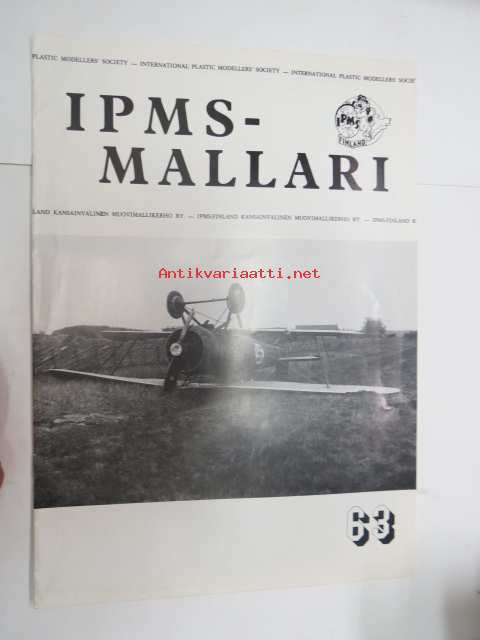 PLASTIC MODELLERS' SOCIETY — INTERNATIONAL PLASTIC MODELLERS' SOCIETY — INTERNATIONAL PLASTIC MODELLERS' SOCIE
IPMS-
MALLARI
IPMS
FINLAND
LAND KANSAINVÄLINEN MUOVIMALLIKERHO RY. — IPMS-FINLAND KANSAINVÄLINEN MUOVIMALLIKERHO RY. — IPMS-FINLAND K
Antikvariaatti.net
63